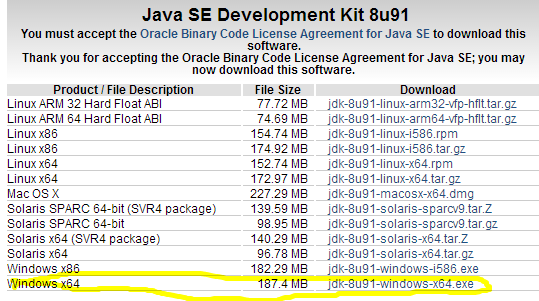 Java SE Development Kit 8u91
You must accept the Oracle Binary Code License Agreement for Java SE to download this
software.
Thank you for accepting the Oracle Binary Code License Agreement for Java SE; you may
now download this software.
Product / File Description File Size Download
Linux ARM 32 Hard Float ABI 77.72 MB jdk-8u91-linux-arm32-vfp-hflt.tar.gz
Linux ARM 64 Hard Float ABI 74.69 MB jdk-8u91-linux-arm64-vfp-hflt.tar.gz
Linux x86 154.74 MB jdk-8u91-linux-i586.rpm
Linux x86 174.92 MB jdk-8u91-linux-i586.tar.gz
Linux x64 152.74 MB jdk-8u91-linux-x64.rpm
Linux x64 172.97 MB jdk-8u91-linux-x64.tar.gz
Mac OS X 227.29 MB jdk-8u91-macosx-x64.dmg
Solaris SPARC 64-bit (SVR4 package) 139.59 MB jdk-8u91-solaris-sparcv9.tar.Z
Solaris SPARC 64-bit 98.95 MB jdk-8u91-solaris-sparcv9.tar.gz
Solaris x64 (SVR4 package) 140.29 MB jdk-8u91-solaris-x64.tar.Z
Solaris x64 96.78 MB jdk-8u91-solaris-x64.tar.gz
Windows x86 182.29 MB jdk-8u91-windows-i586.exe
Windows x64 187.4 MB jdk-8u91-windows-x64.exe